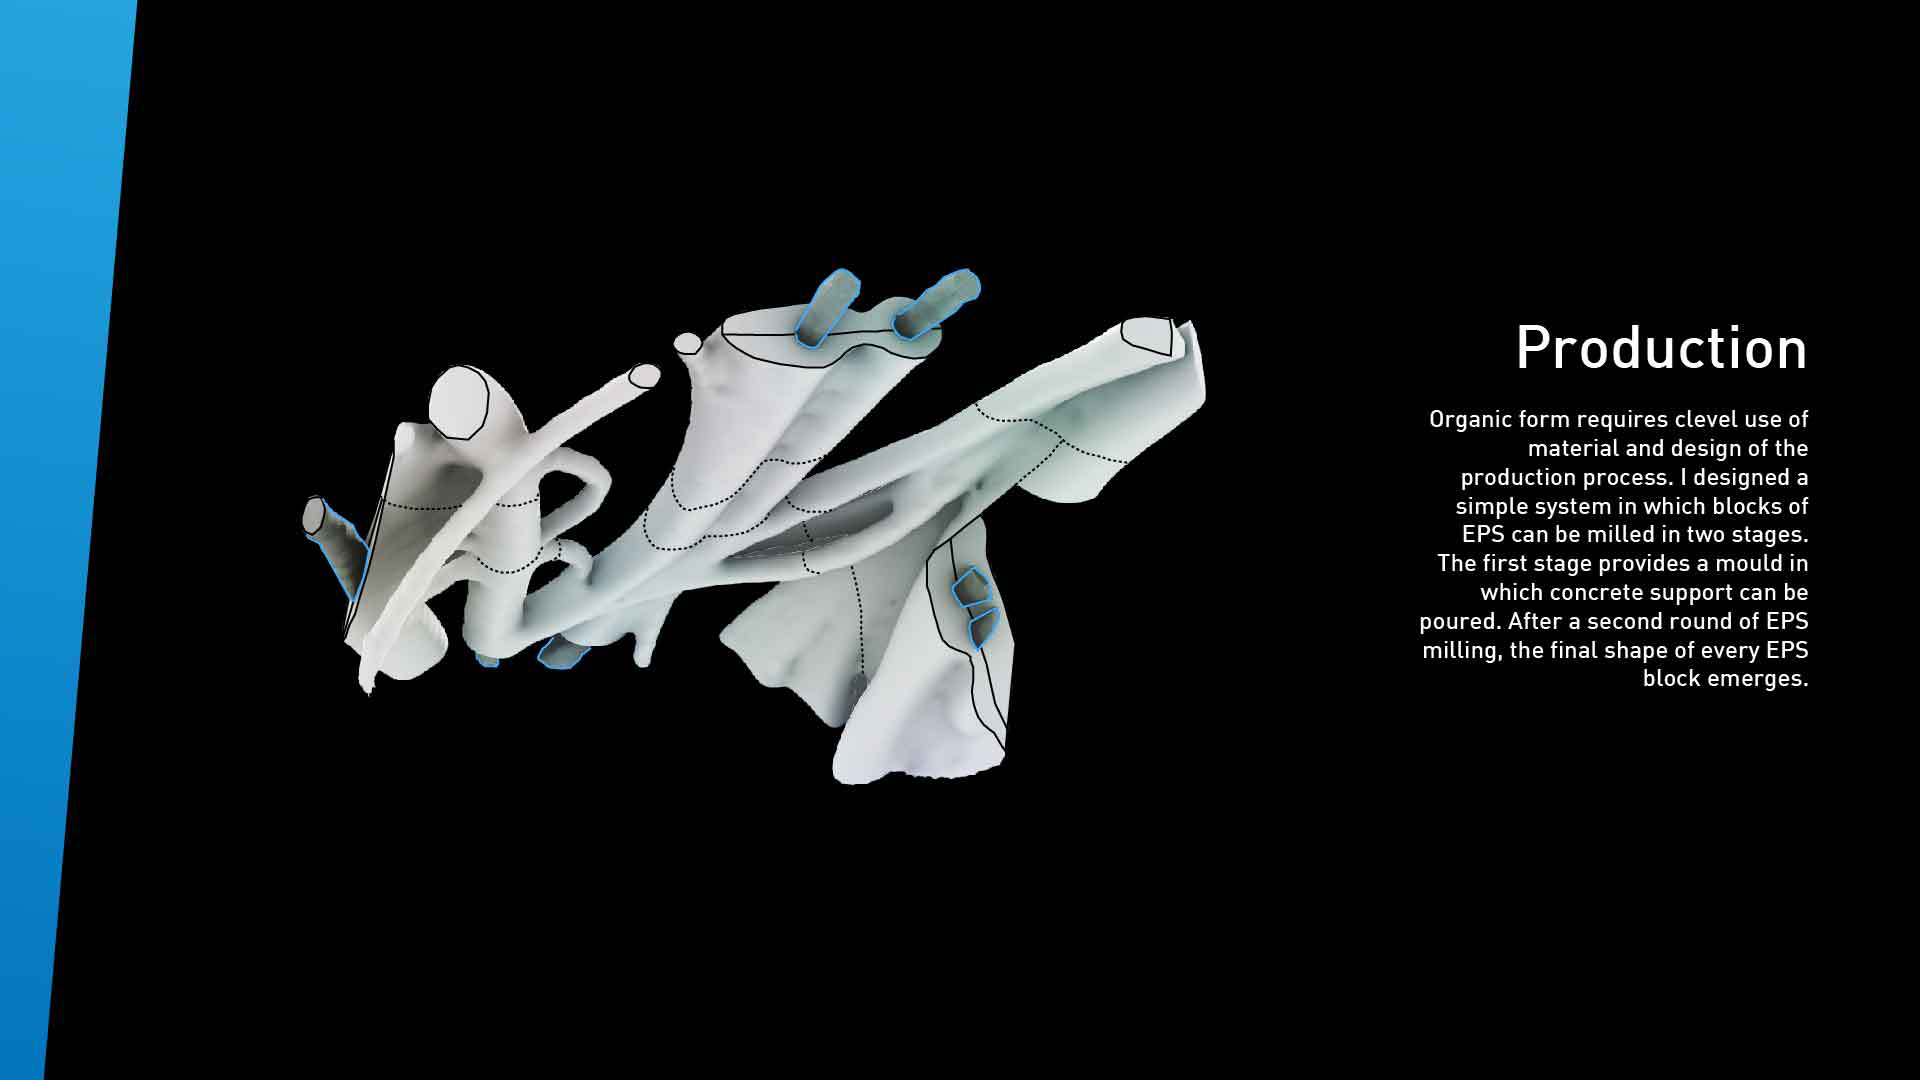 Production
Organic form requires clevel use of
material and design of the
production process. I designed a
simple system in which blocks of
EPS can be milled in two stages.
The first stage provides a mould in
which concrete support can be
poured. After a second round of EPS
milling, the final shape of every EPS
block emerges.